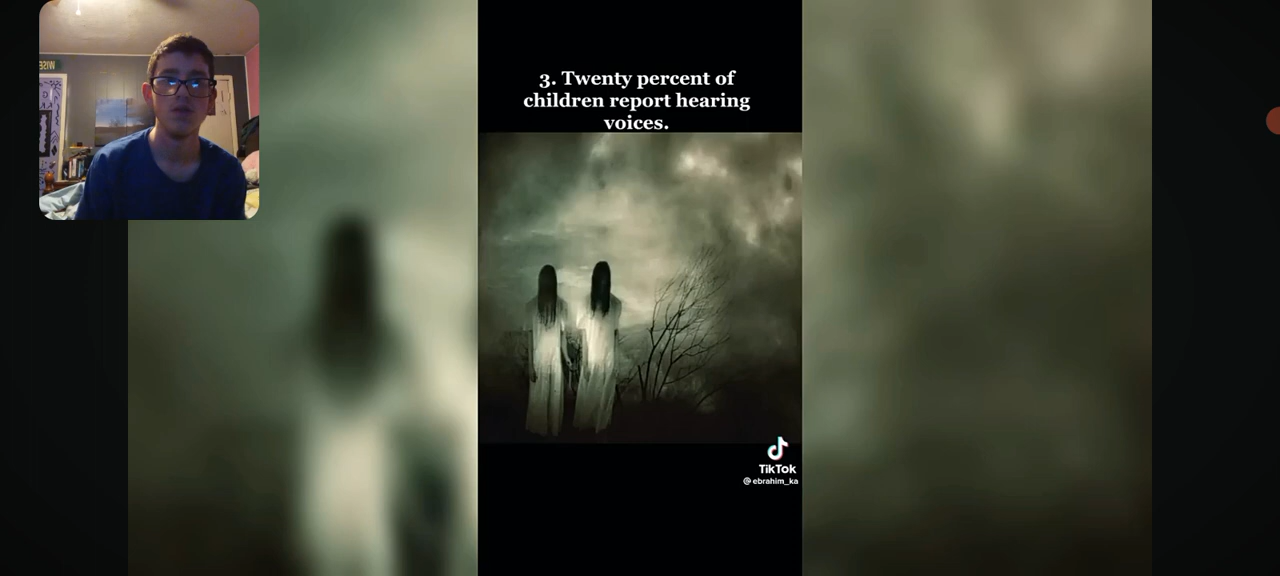 3. Twenty percent of
children report hearing
voices.
TikTok
@ebrahim_ka